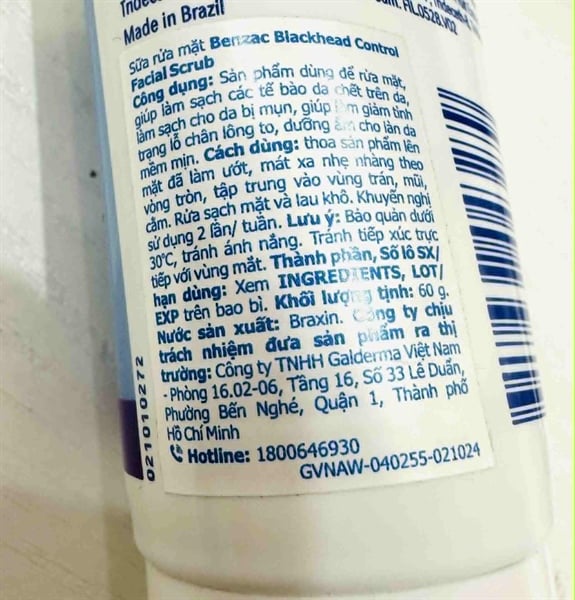 Made in Brazil
Sữa rửa mặt Benzac Blackhead Control
Facial Scrub
Công dụng: Sản phẩm dùng để rửa mặt,
giúp làm sạch các tế bào da chết trên da,
làm sạch cho da bị mụn, giúp làm giảm tình
trạng lỗ chân lông to, dưỡng ẩm cho làn da
mềm mịn. Cách dùng: thoa sản phẩm lên
mặt đã làm ướt, mát xa nhẹ nhàng theo
vòng tròn, tập trung vào vùng trán, mũi,
cằm. Rửa sạch mặt và lau khô. Khuyến nghị
sử dụng 2 lần/ tuần. Lưu ý: Bảo quản dưới
30°C, tránh ánh nắng. Tránh tiếp xúc trực
tiếp với vùng mắt. Thành phần, Số lô SX/
hạn dùng: Xem INGREDIENTS, LOT/
EXP trên bao bì. Khối lượng tịnh: 60 g.
Nước sản xuất: Braxin. Công ty chịu
trách nhiệm đưa sản phẩm ra thị
trường: Công ty TNHH Galderma Việt Nam
- Phòng 16.02-06, Tầng 16, Số 33 Lê Duẩn,
Phường Bến Nghé, Quận 1, Thành phố
Hồ Chí Minh
Hotline: 1800646930
GVNAW-040255-021024
021010272
AL0528.V02